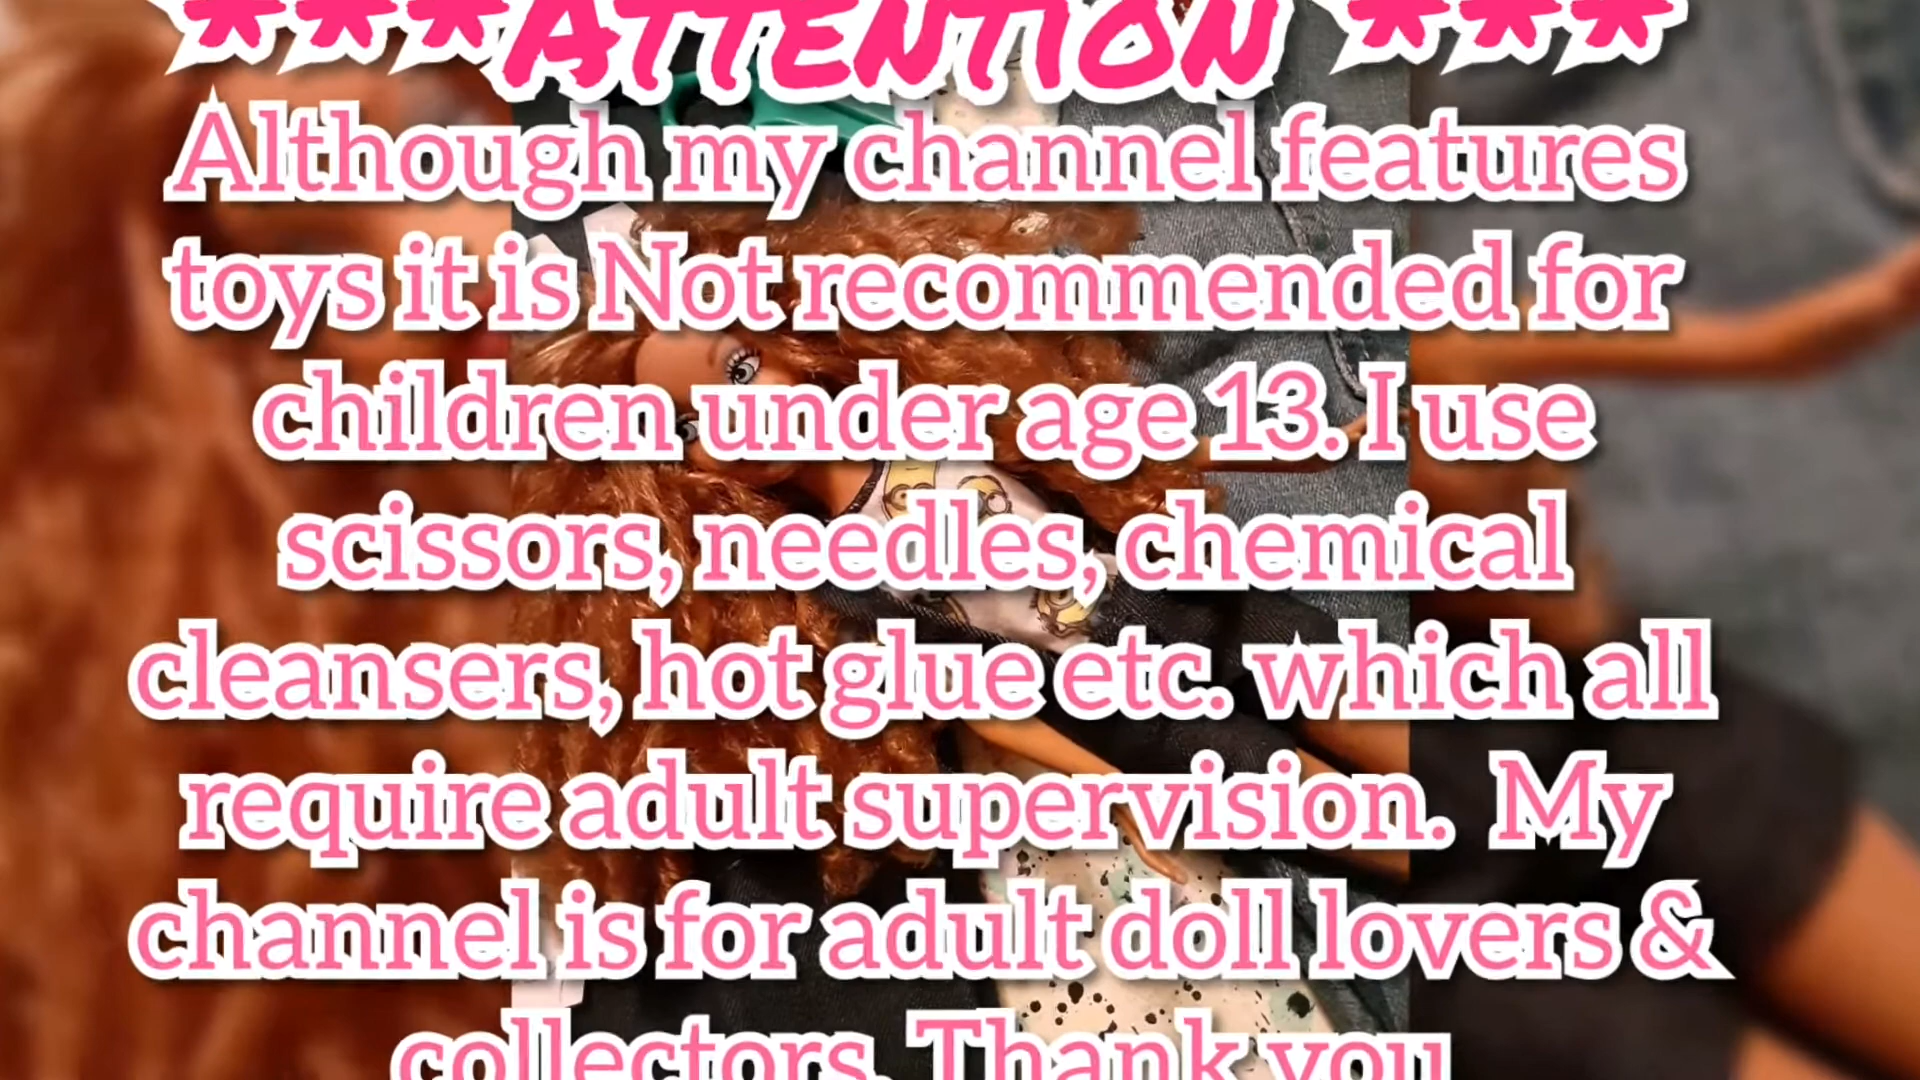 ***ATTENTION ***
Although my channel features
toys it is Not recommended for
children under age 13. I use
scissors, needles, chemical
cleansers, hot glue etc. which all
require adult supervision.  My
channel is for adult doll lovers &
collectors. Thank you